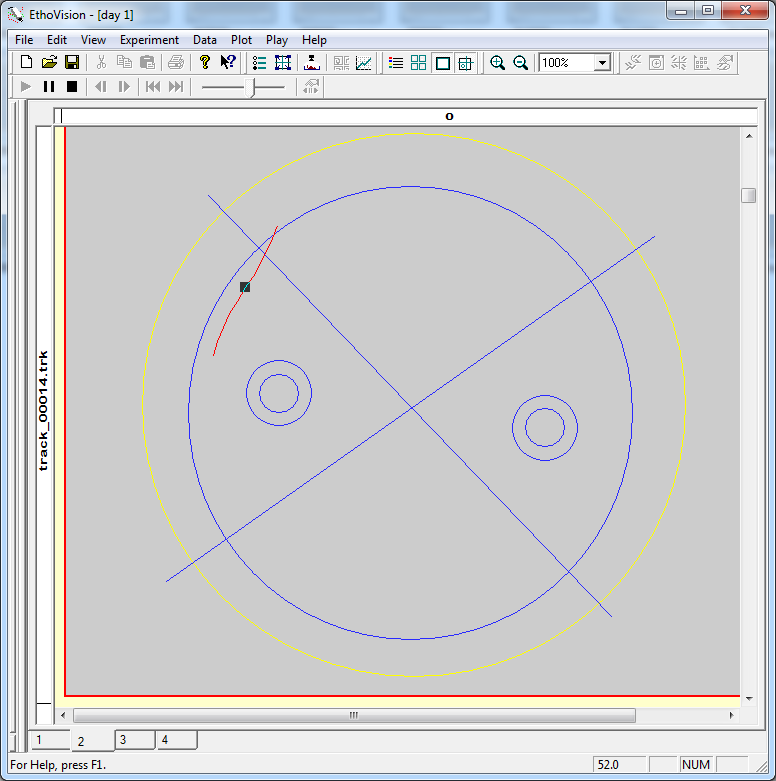 EthoVision - [day 1]
File Edit View Experiment Data Plot Play Help
100%
o
track_00014.trk
1 2 3 4
For Help, press F1. 52.0 NUM